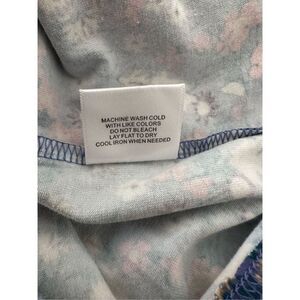 MACHINE WASH COLD
WITH LIKE COLORS
DO NOT BLEACH
LAY FLAT TO DRY
COOL IRON WHEN NEEDED